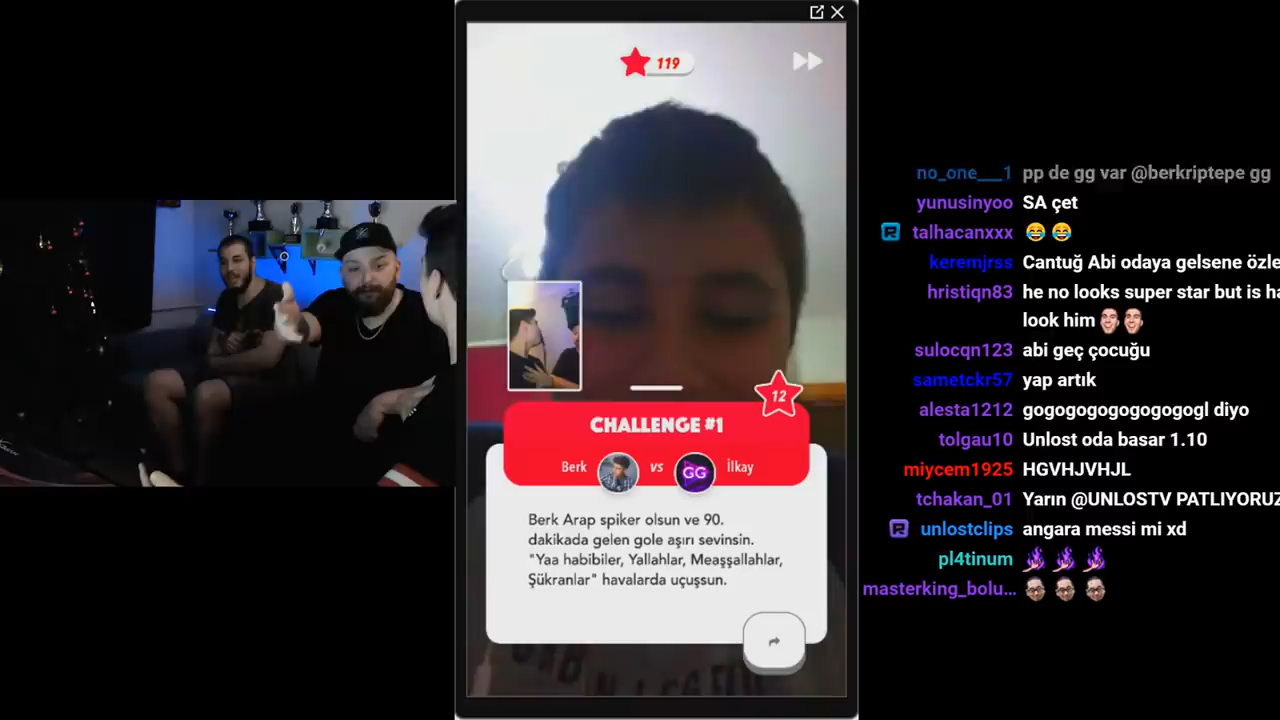 119
12
CHALLENGE #1
Berk
vs
GG
İlkay
Berk Arap spiker olsun ve 90.
dakikada gelen gole aşırı sevinsin.
"Yaa habibiler, Yallahlar, Meaşşallahlar,
Şükranlar" havalarda uçuşsun.
no_one___1 pp de gg var @berkriptepe gg
yunusinyoo SA çet
talhacanxxx 😂 😂
keremjrss Cantuğ Abi odaya gelsene özle
hristiqn83 he no looks super star but is ha
look him
sulocqn123 abi geç çocuğu
sametckr57 yap artık
alesta1212 gogogogogogogogl diyo
tolgau10 Unlost oda basar 1.10
miycem1925 HGVHJVHJL
tchakan_01 Yarın @UNLOSTV PATLIYORUZ
unlostclips angara messi mi xd
pl4tinum
masterking_bolu...